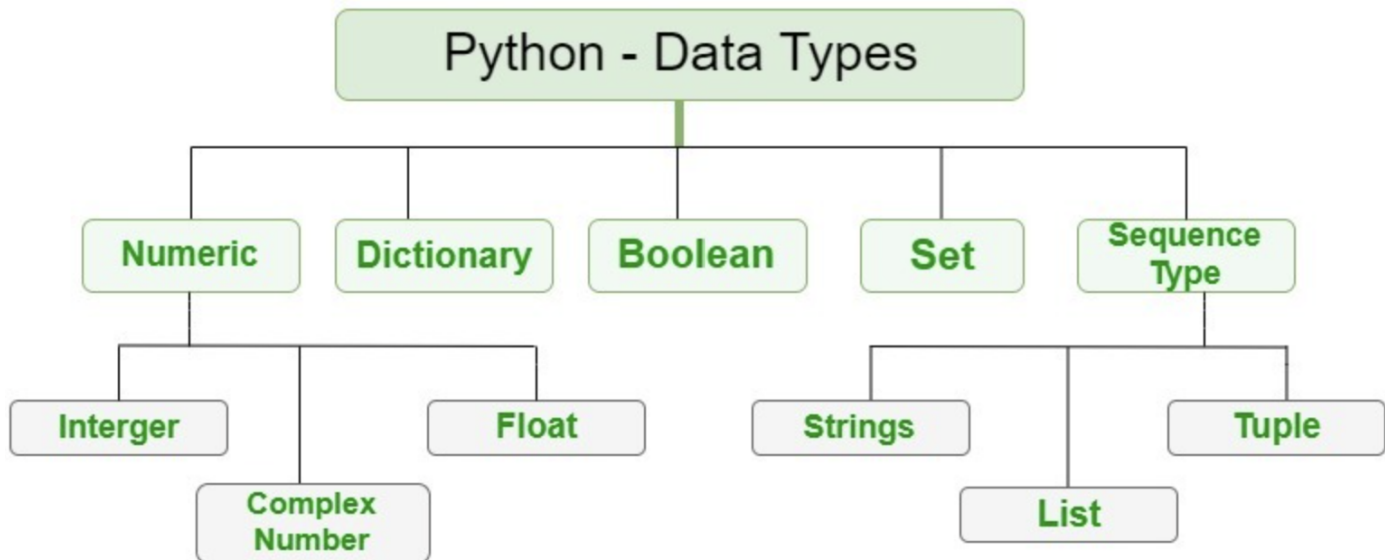 Python - Data Types
Numeric
Dictionary
Boolean
Set
Sequence
Type
Interger
Float
Strings
Tuple
Complex
Number
List